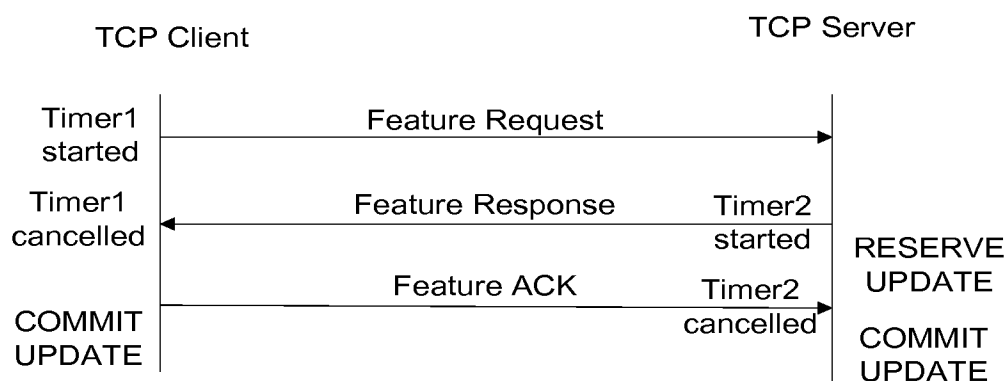 TCP Client
TCP Server
Timer1
started
Feature Request
Timer1
cancelled
Feature Response
Timer2
started
RESERVE
UPDATE
Feature ACK
Timer2
cancelled
COMMIT
UPDATE
COMMIT
UPDATE